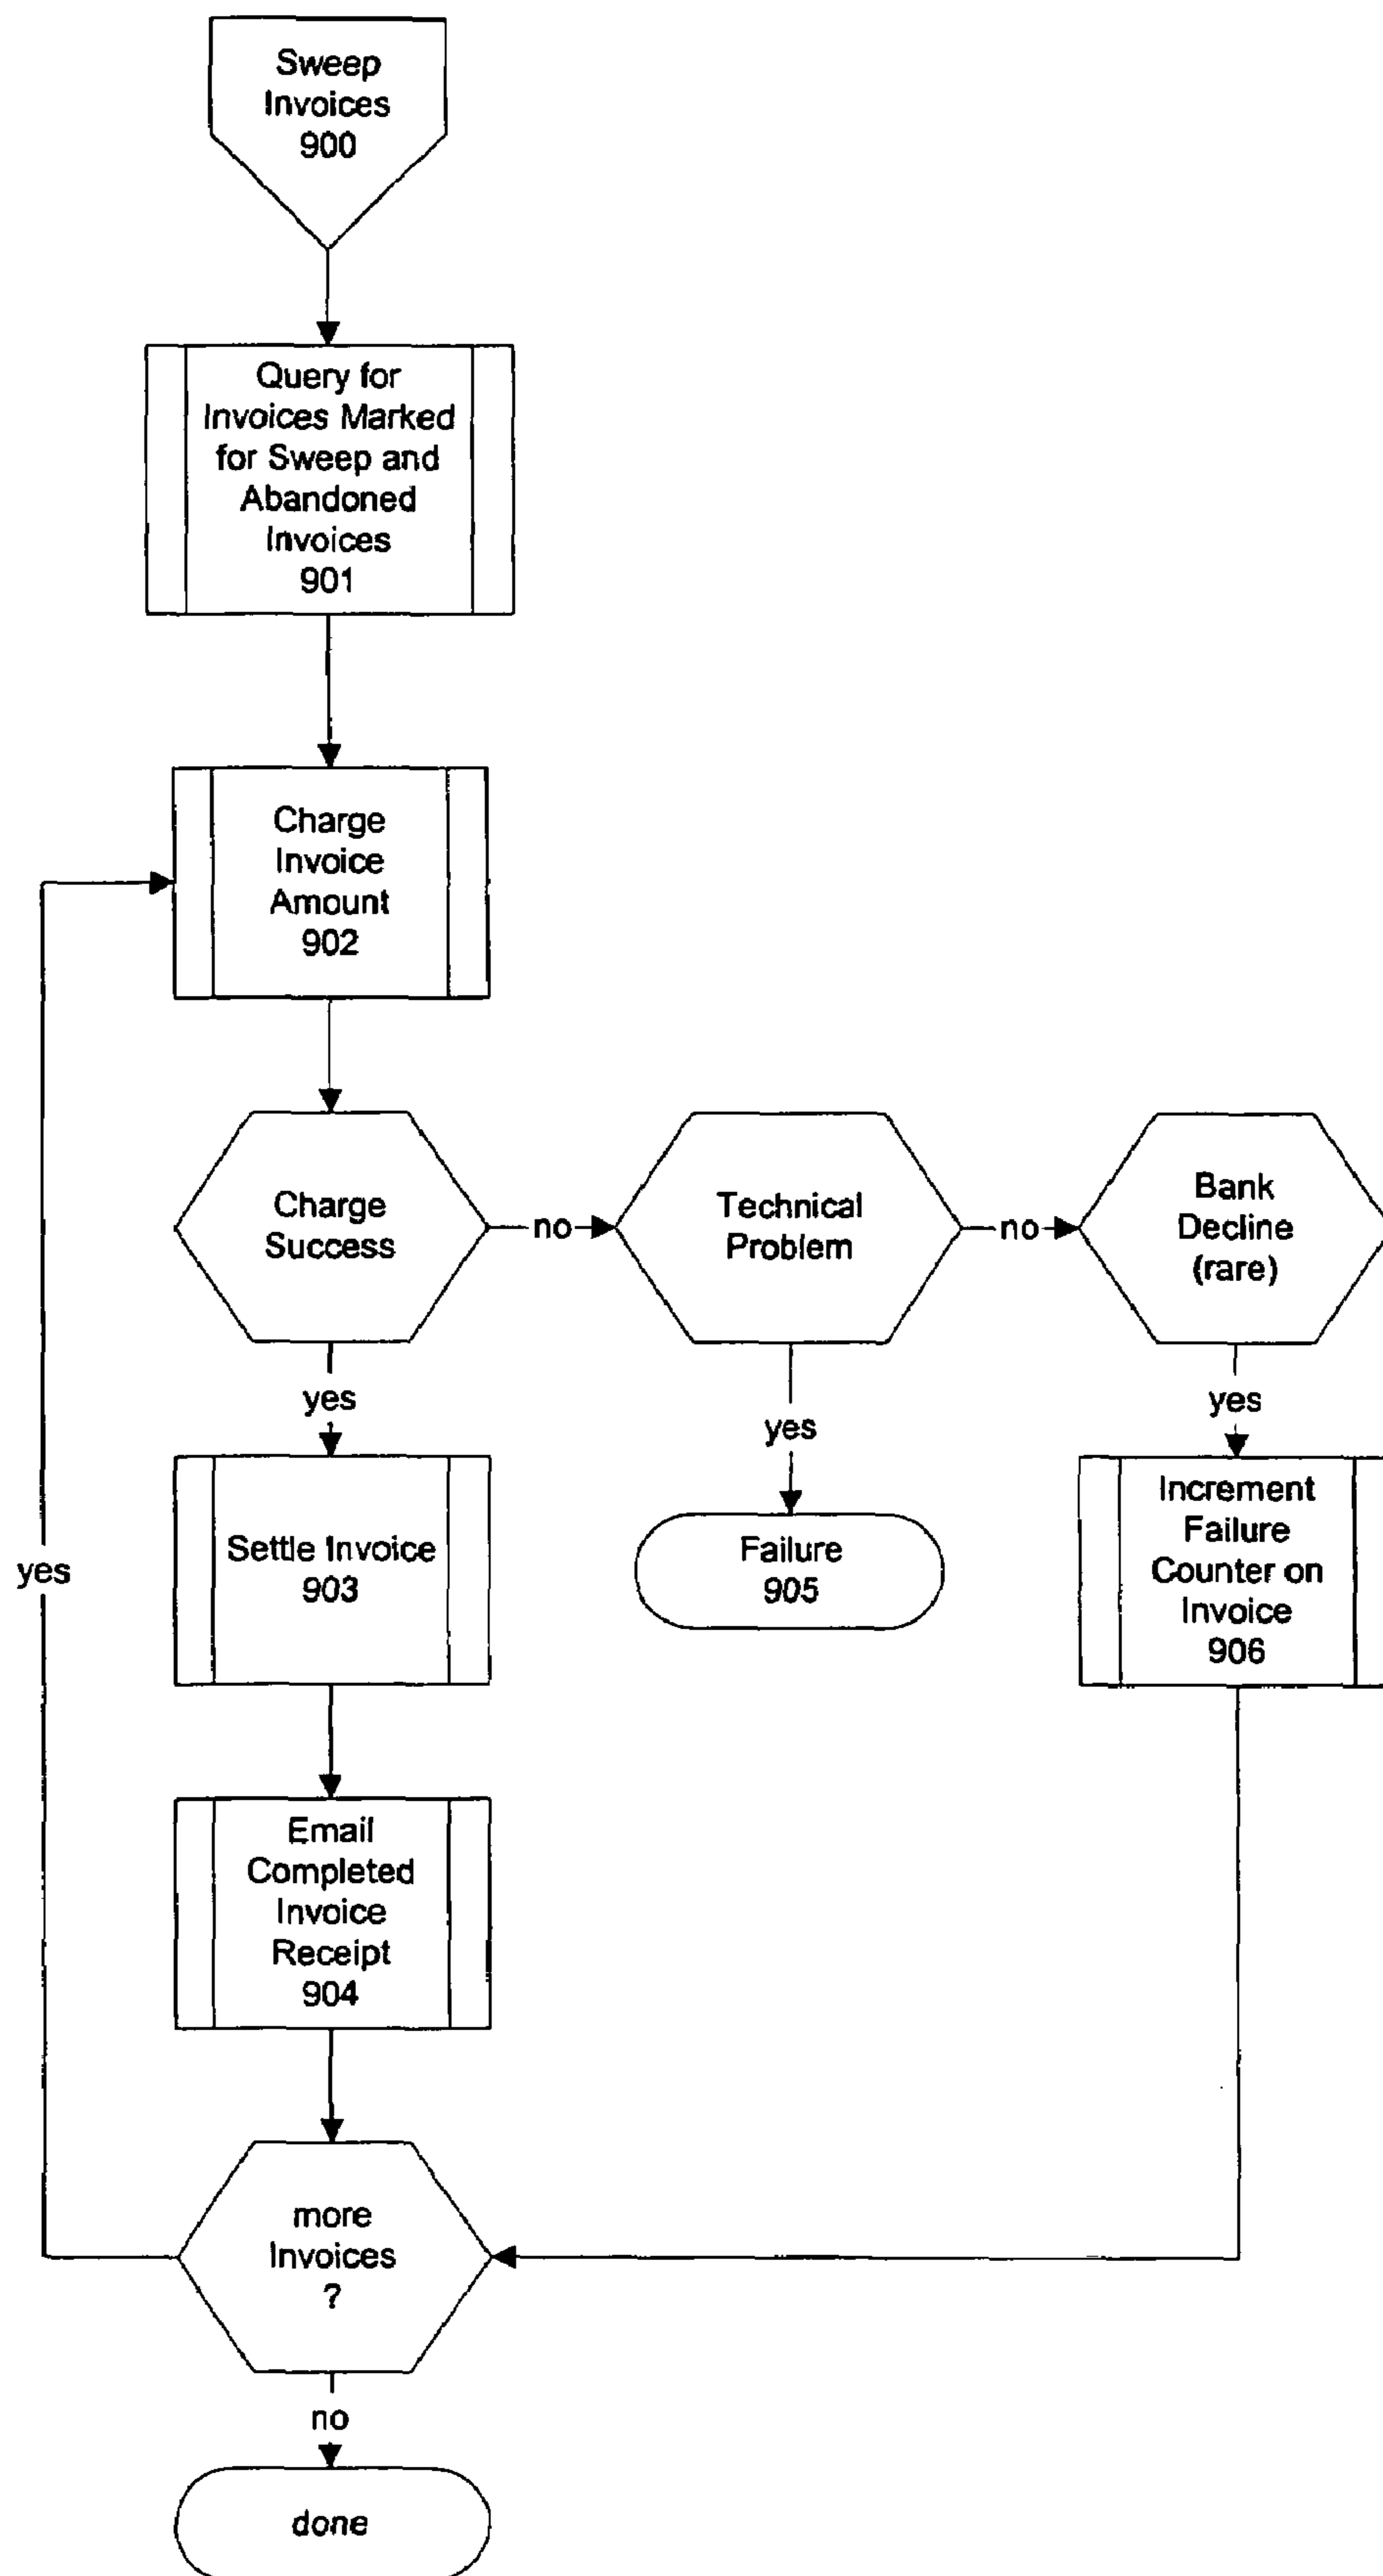 Sweep
Invoices
900
Query for
Invoices Marked
for Sweep and
Abandoned
Invoices
901
Charge
Invoice
Amount
902
Charge
Success
no
Technical
Problem
no
Bank
Decline
(rare)
yes
yes
yes
Settle Invoice
903
Failure
905
Increment
Failure
Counter on
Invoice
906
yes
Email
Completed
Invoice
Receipt
904
more
Invoices
?
no
done